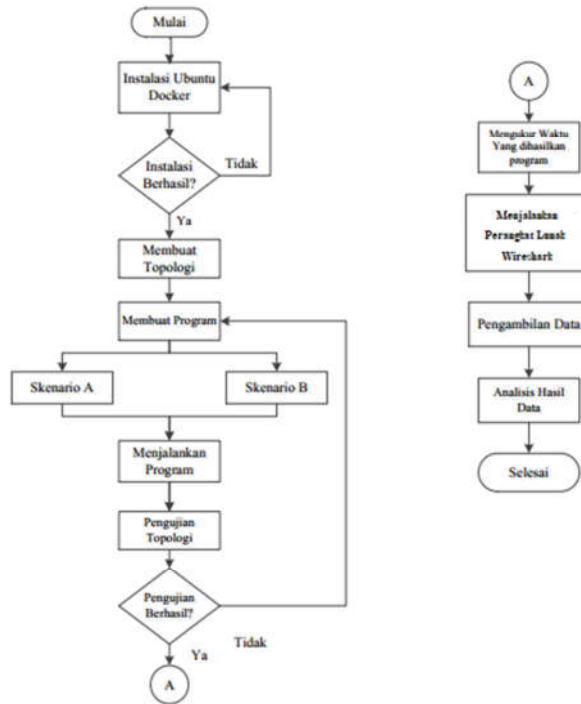 Mulai
Instalasi Ubuntu
Docker
Instalasi
Berhasil?
Tidak
Ya
Membuat
Topologi
Membuat Program
Skenario A
Skenario B
Menjalankan
Program
Pengujian
Topologi
Pengujian
Berhasil?
Ya
Tidak
A
A
Mengukur Waktu
Yang dihasilkan
program
Menjalankan
Perangkat Lunak
Wireshark
Pengambilan Data
Analisis Hasil
Data
Selesai